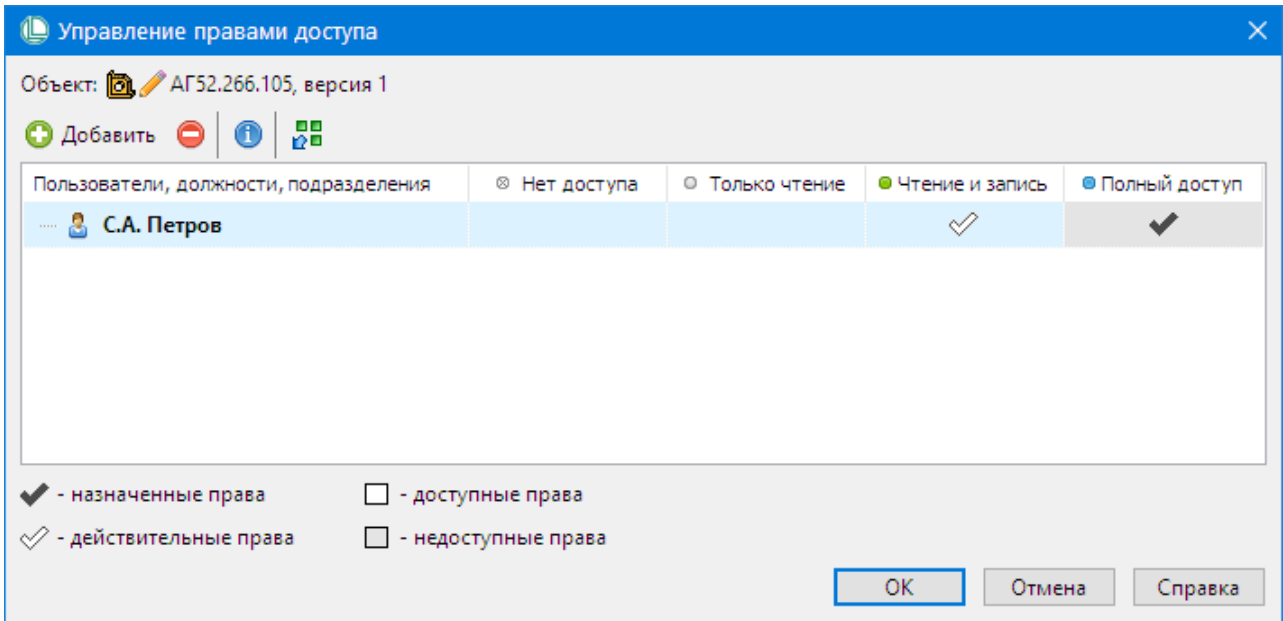 Управление правами доступа
Объект: АГ52.266.105, версия 1
Добавить
Пользователи, должности, подразделения Нет доступа Только чтение Чтение и запись Полный доступ
С.А. Петров
- назначенные права - доступные права
- действительные права - недоступные права
ОК Отмена Справка